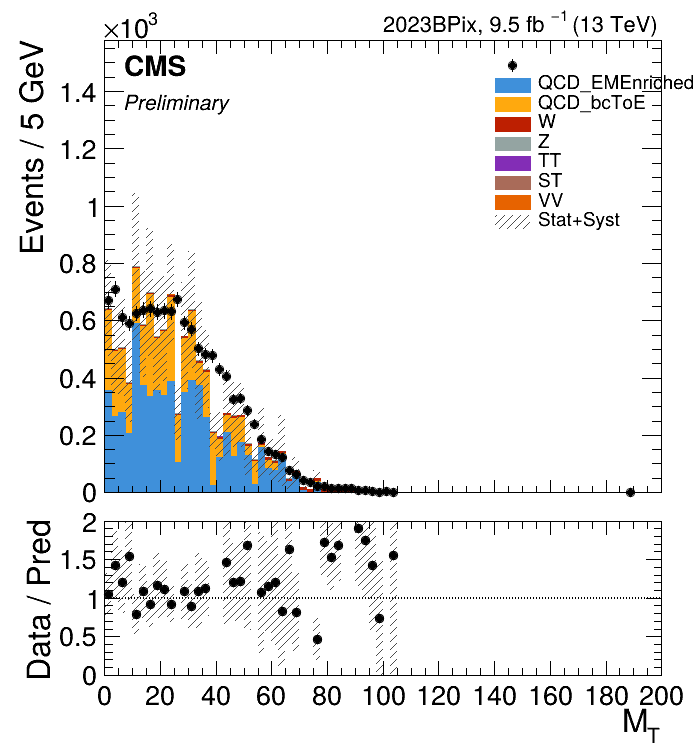 ×10³
2023BPix, 9.5 fb⁻¹ (13 TeV)
CMS
Preliminary
QCD_EMEnriched
QCD_bcToE
W
Z
TT
ST
VV
Stat+Syst
Events / 5 GeV
1.4
1.2
1
0.8
0.6
0.4
0.2
0
Data / Pred
2
1.5
1
0.5
0
0 20 40 60 80 100 120 140 160 180 200
M_T